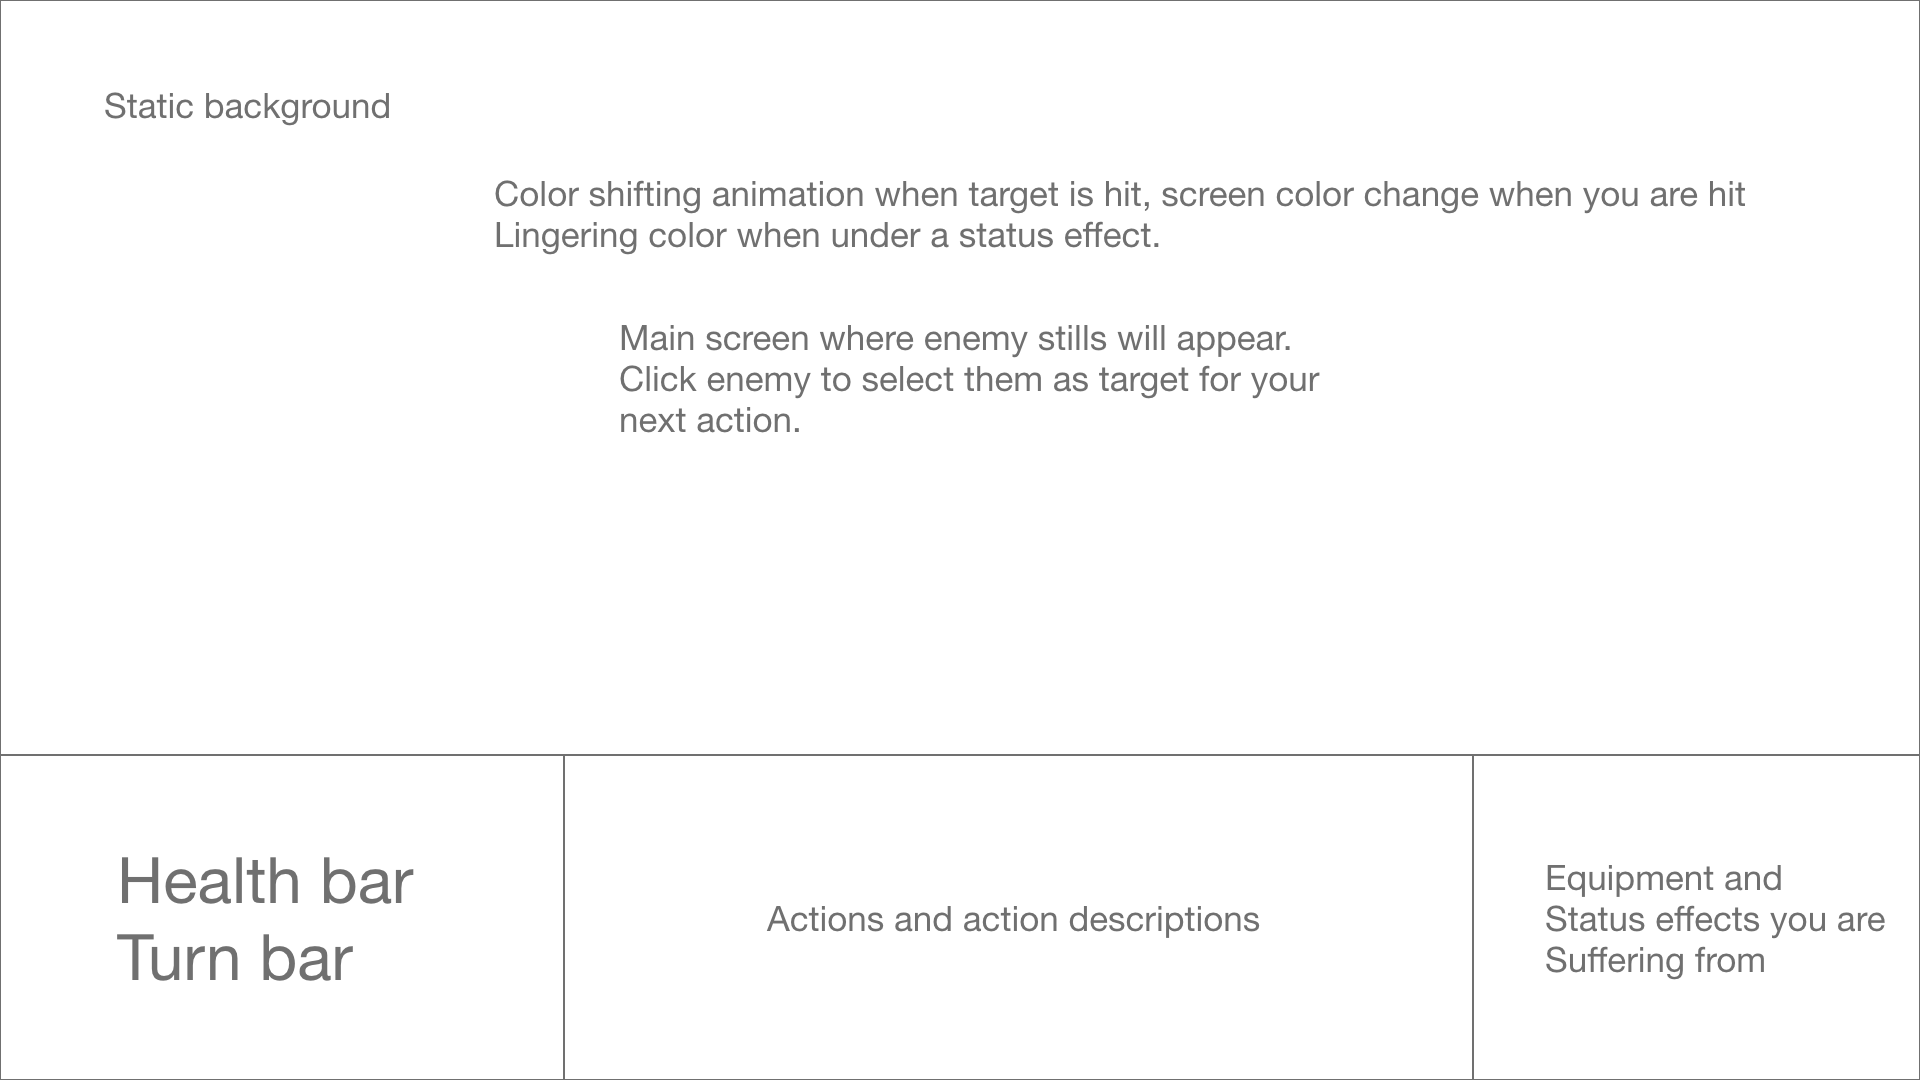 Static background
Color shifting animation when target is hit, screen color change when you are hit
Lingering color when under a status effect.
Main screen where enemy stills will appear.
Click enemy to select them as target for your
next action.
Health bar
Turn bar
Actions and action descriptions
Equipment and
Status effects you are
Suffering from